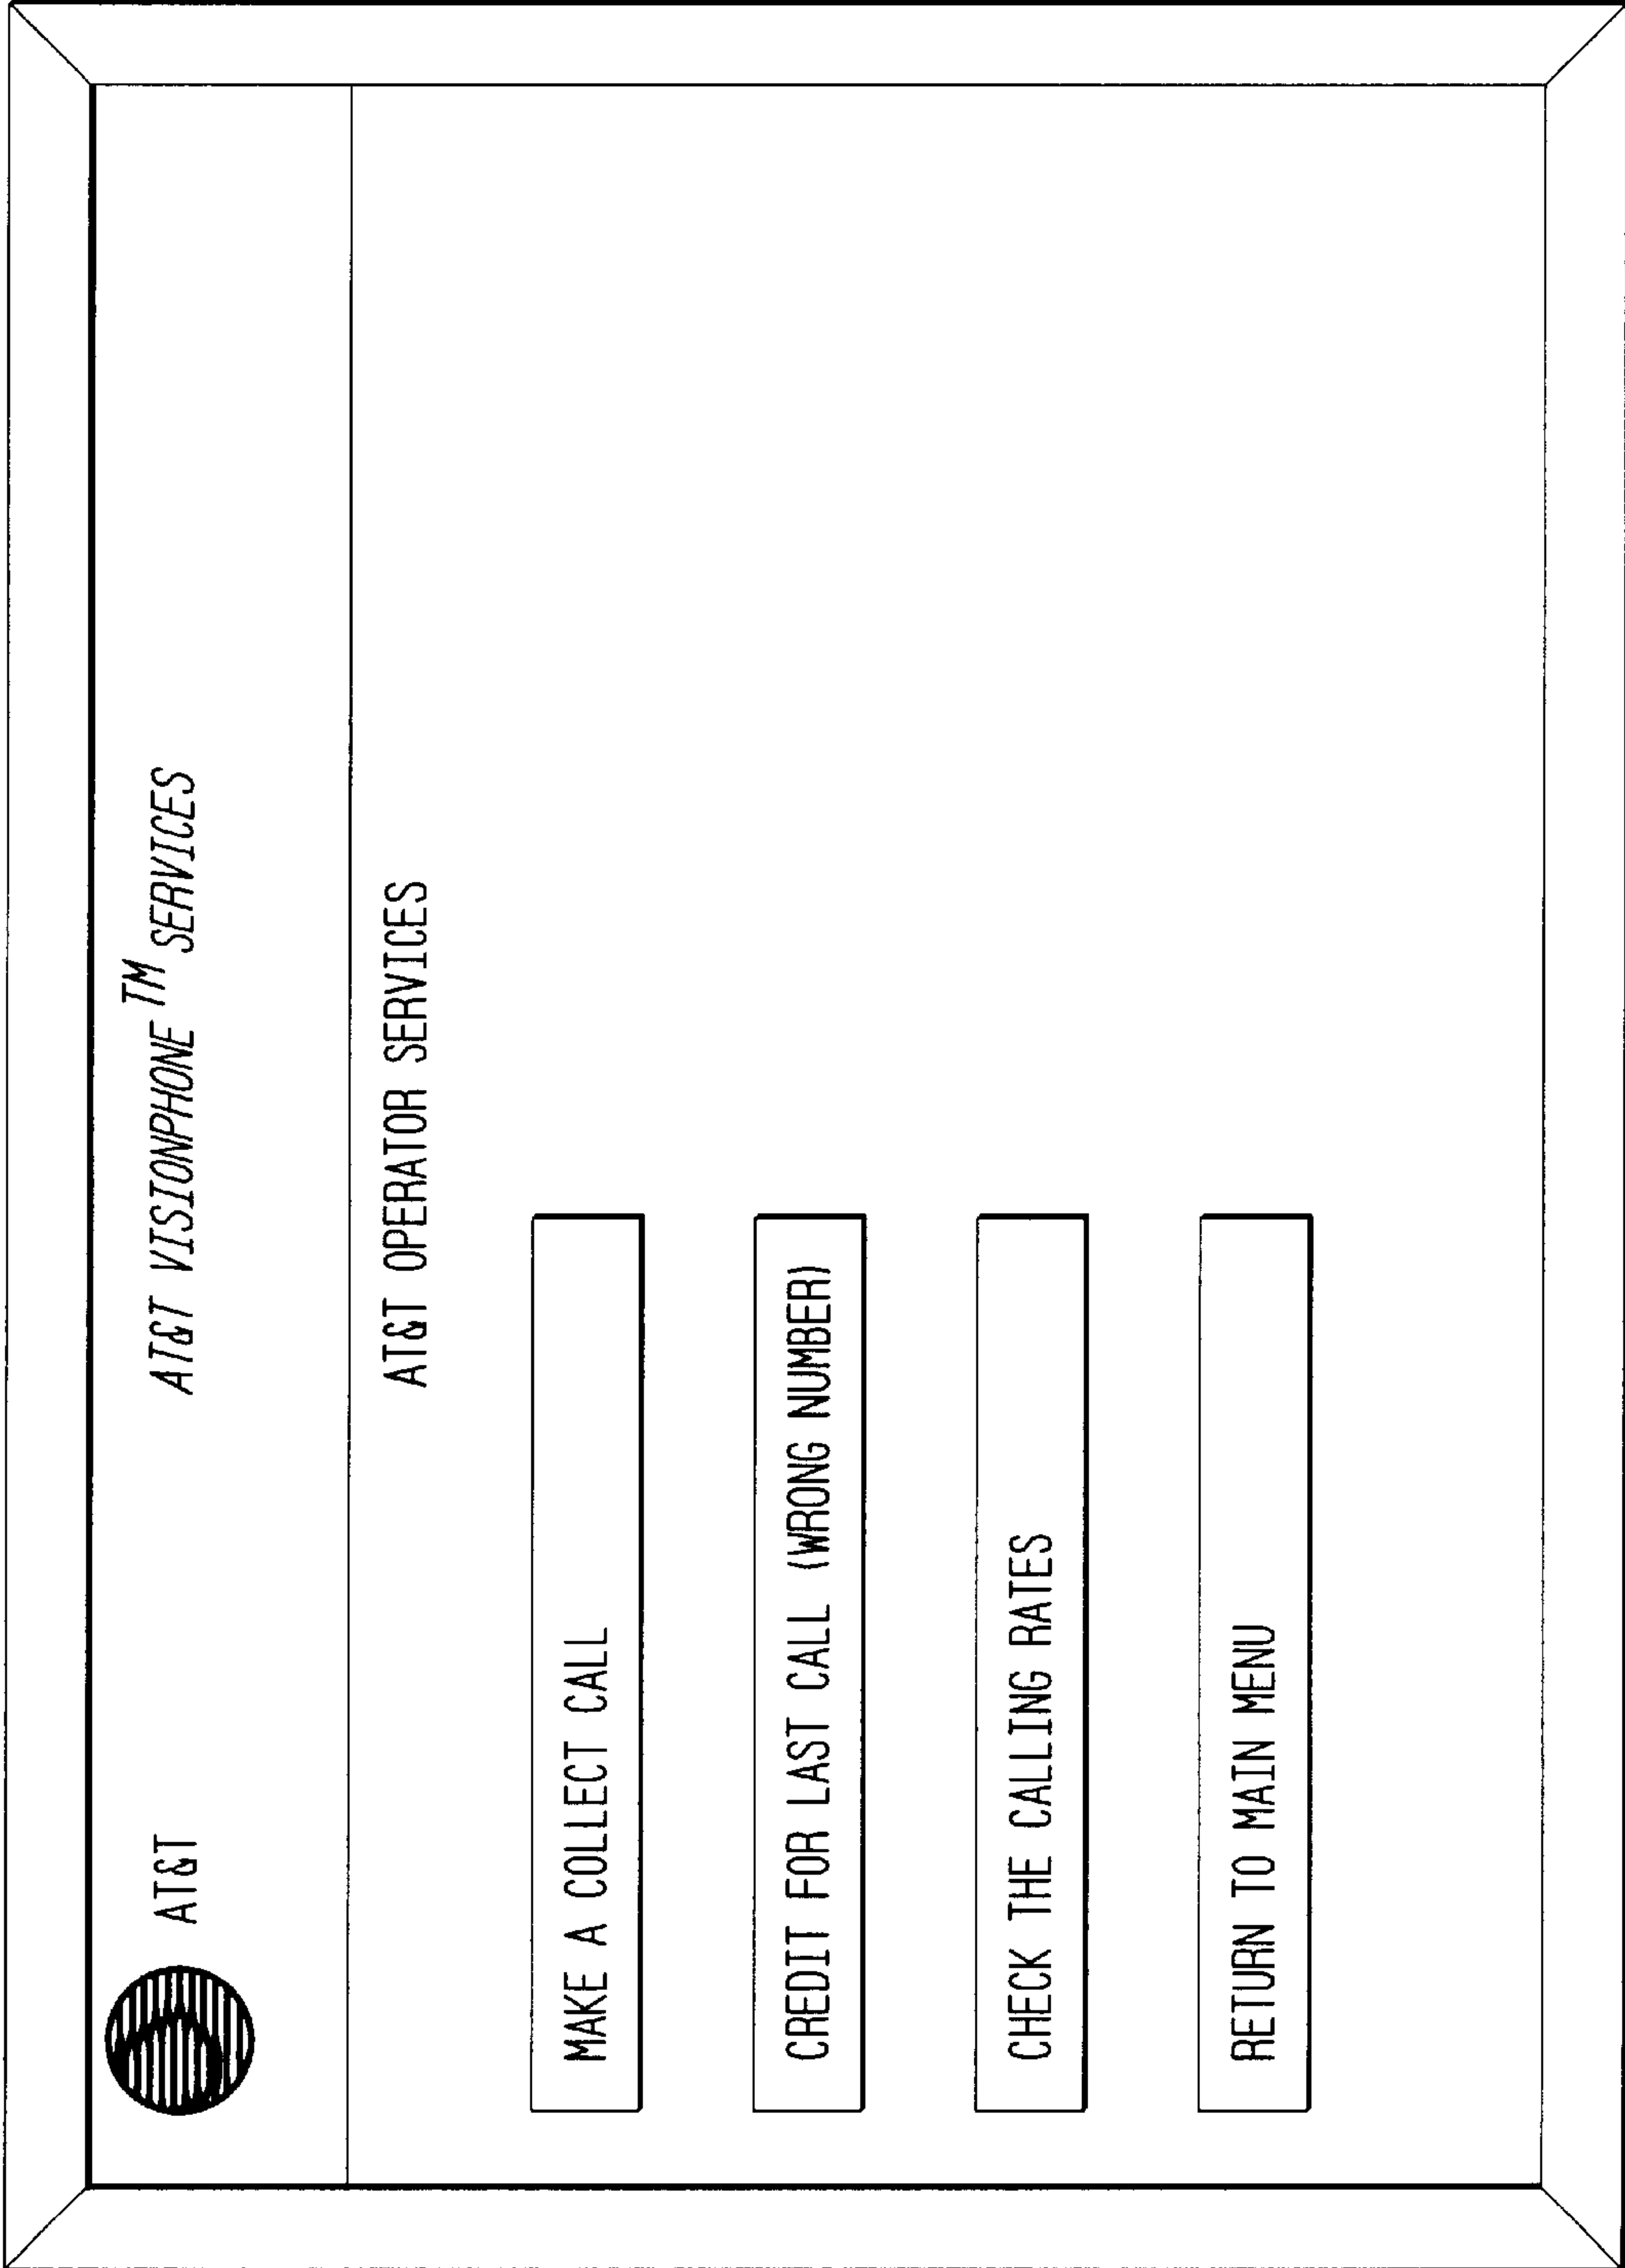 AT&T
AT&T VISIONPHONE TM SERVICES
AT&T OPERATOR SERVICES
MAKE A COLLECT CALL
CREDIT FOR LAST CALL (WRONG NUMBER)
CHECK THE CALLING RATES
RETURN TO MAIN MENU